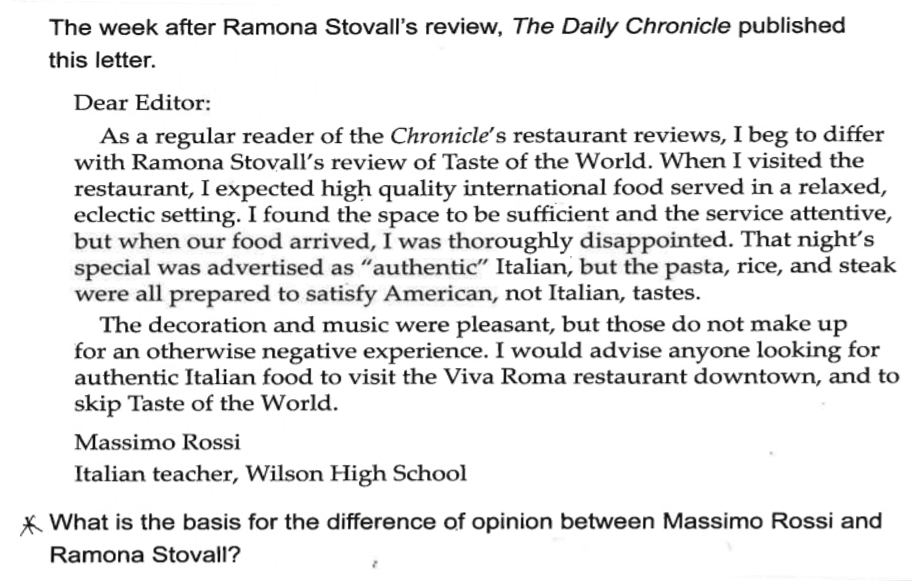 The week after Ramona Stovall's review, The Daily Chronicle published
this letter.
Dear Editor:
As a regular reader of the Chronicle's restaurant reviews, I beg to differ
with Ramona Stovall's review of Taste of the World. When I visited the
restaurant, I expected high quality international food served in a relaxed,
eclectic setting. I found the space to be sufficient and the service attentive,
but when our food arrived, I was thoroughly disappointed. That night's
special was advertised as "authentic" Italian, but the pasta, rice, and steak
were all prepared to satisfy American, not Italian, tastes.
The decoration and music were pleasant, but those do not make up
for an otherwise negative experience. I would advise anyone looking for
authentic Italian food to visit the Viva Roma restaurant downtown, and to
skip Taste of the World.
Massimo Rossi
Italian teacher, Wilson High School
What is the basis for the difference of opinion between Massimo Rossi and
Ramona Stovall?